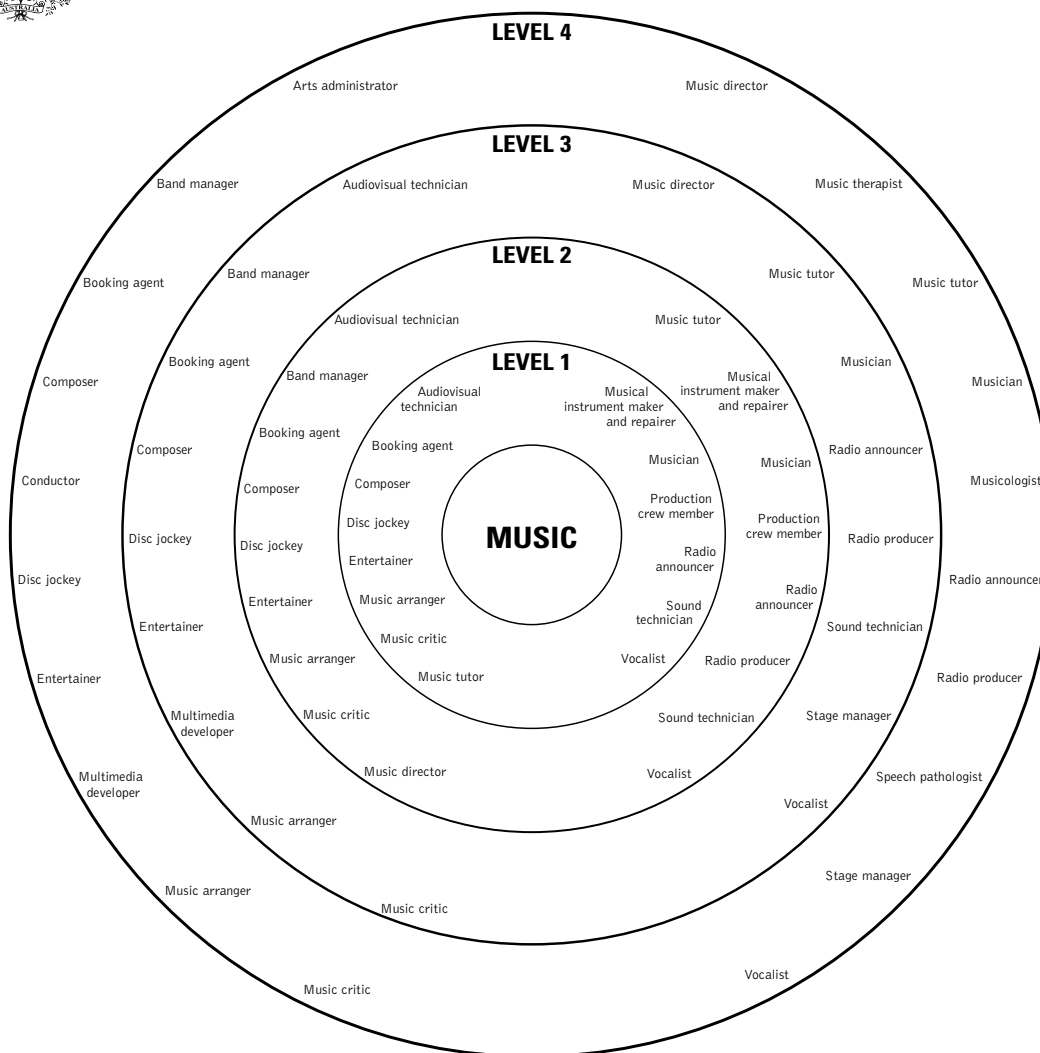 AUSTRALIA
LEVEL 4
Arts administrator
Band manager
Booking agent
Composer
Conductor
Disc jockey
Entertainer
Multimedia
developer
Music arranger
Music critic
Music director
Music therapist
Music tutor
Musician
Musicologist
Radio announcer
Radio producer
Speech pathologist
Stage manager
Vocalist
LEVEL 3
Audiovisual technician
Band manager
Booking agent
Composer
Disc jockey
Entertainer
Multimedia
developer
Music arranger
Music critic
Music director
Music tutor
Musician
Radio announcer
Radio producer
Sound technician
Stage manager
Vocalist
LEVEL 2
Audiovisual technician
Band manager
Booking agent
Composer
Disc jockey
Entertainer
Music arranger
Music critic
Music director
Music tutor
Musical
instrument maker
and repairer
Musician
Production
crew member
Radio
announcer
Radio producer
Sound technician
Vocalist
LEVEL 1
Audiovisual
technician
Booking agent
Composer
Disc jockey
Entertainer
Music arranger
Music critic
Music tutor
Musical
instrument maker
and repairer
Musician
Production
crew member
Radio
announcer
Sound
technician
Vocalist
MUSIC